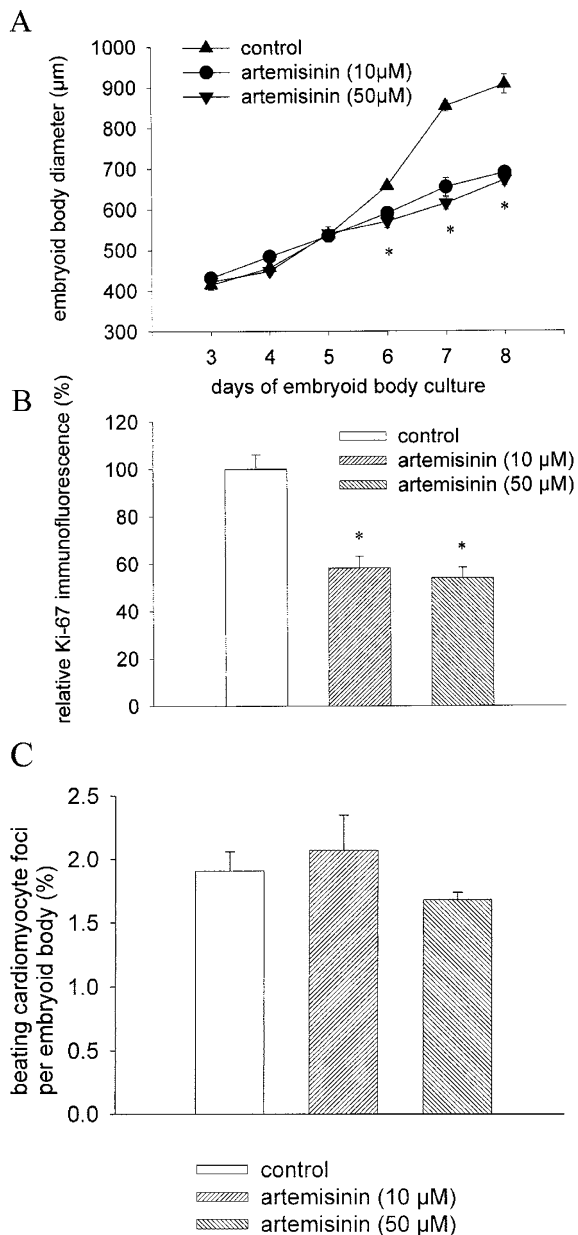 A
control
artemisinin (10µM)
artemisinin (50µM)
embryoid body diameter (µm)
1000
900
800
700
600
500
400
300
* * *
3 4 5 6 7 8
days of embryoid body culture
B
control
artemisinin (10 µM)
artemisinin (50 µM)
relative Ki-67 immunofluorescence (%)
120
100
80
60
40
20
0
* *
C
beating cardiomyocyte foci
per embryoid body (%)
2.5
2.0
1.5
1.0
0.5
0.0
control
artemisinin (10 µM)
artemisinin (50 µM)